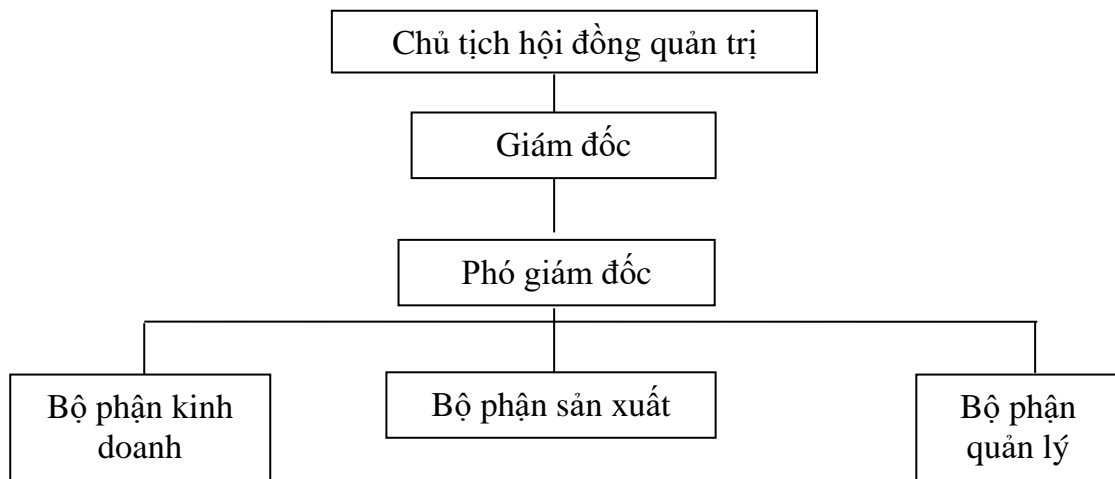 Chủ tịch hội đồng quản trị
Giám đốc
Phó giám đốc
Bộ phận kinh
doanh
Bộ phận sản xuất
Bộ phận
quản lý